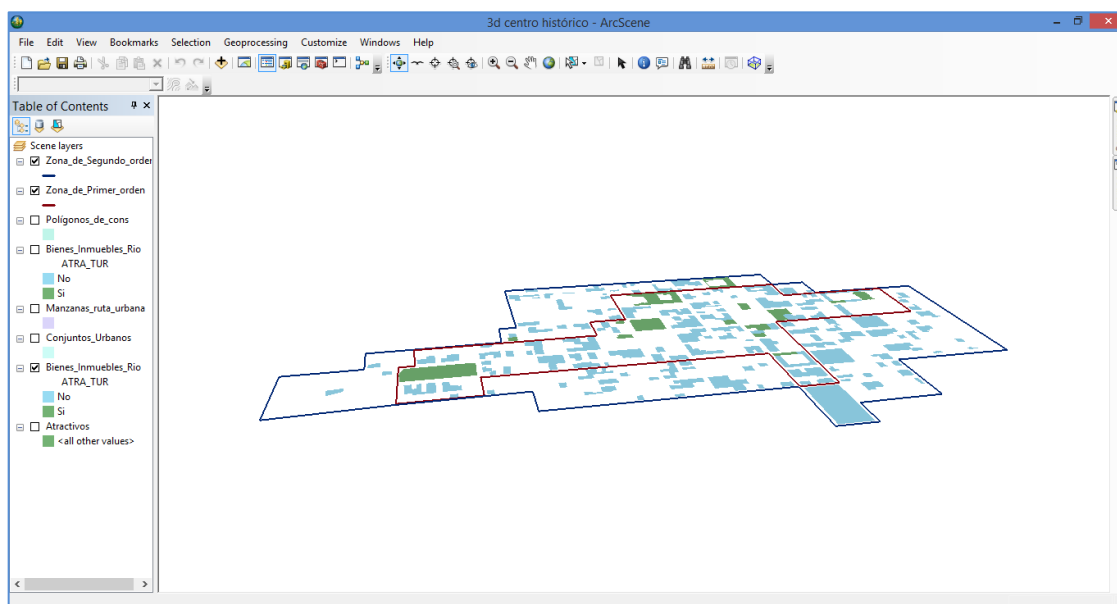 3d centro histórico - ArcScene
File Edit View Bookmarks Selection Geoprocessing Customize Windows Help
Table of Contents
Scene layers
Zona_de_Segundo_orden
Zona_de_Primer_orden
Polígonos_de_cons
Bienes_Inmuebles_Rio
ATRA_TUR
No
Si
Manzanas_ruta_urbana
Conjuntos_Urbanos
Bienes_Inmuebles_Rio
ATRA_TUR
No
Si
Atractivos
<all other values>